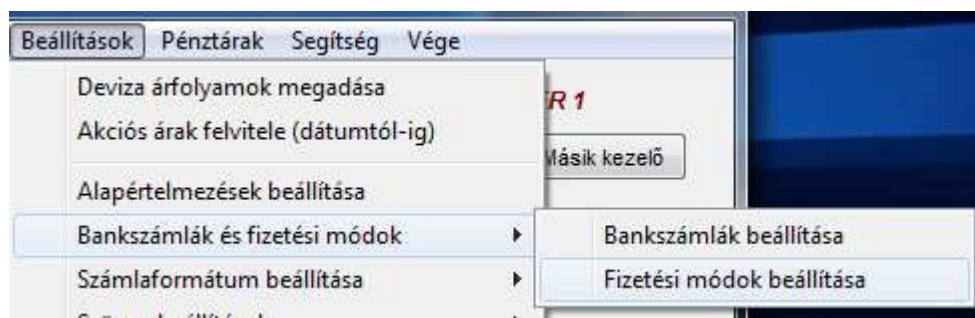 Beállítások Pénztárak Segítség Vége
Deviza árfolyamok megadása
R 1
Akciós árak felvitele (dátumtól-ig)
Másik kezelő
Alapértelmezések beállítása
Bankszámlák és fizetési módok
Bankszámlák beállítása
Számlaformátum beállítása
Fizetési módok beállítása